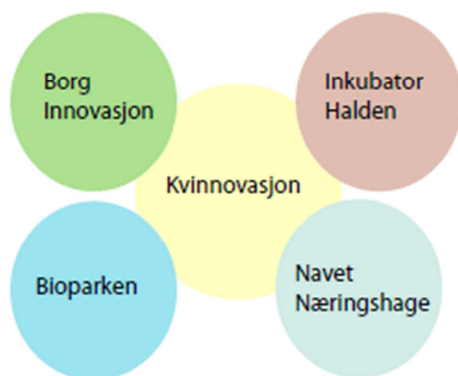 Borg
Innovasjon
Inkubator
Halden
Kvinnovasjon
Bioparken
Navet
Næringshage